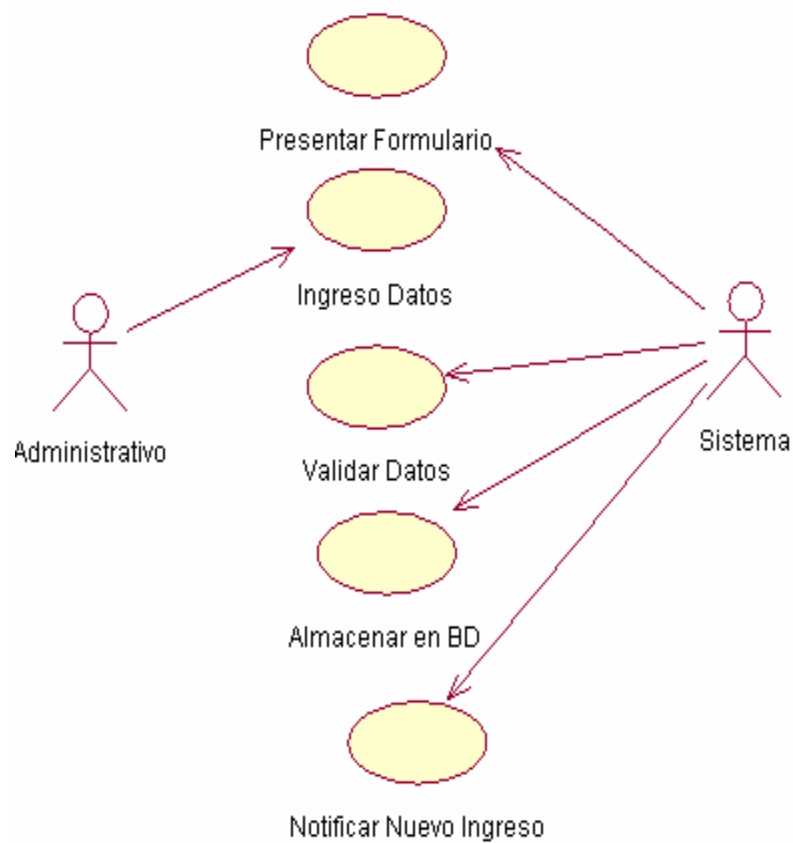 Presentar Formulario
Ingreso Datos
Administrativo
Sistema
Validar Datos
Almacenar en BD
Notificar Nuevo Ingreso